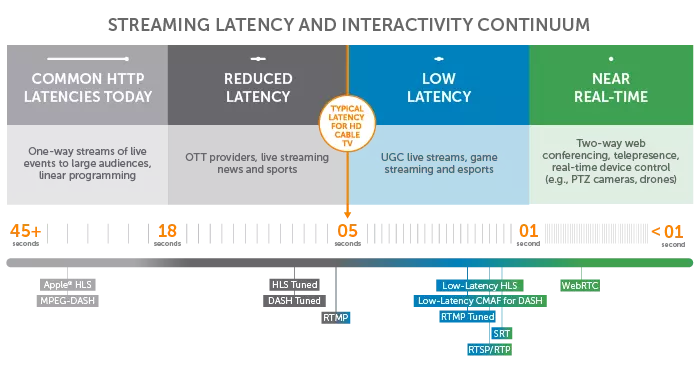 STREAMING LATENCY AND INTERACTIVITY CONTINUUM
COMMON HTTP
LATENCIES TODAY
REDUCED
LATENCY
LOW
LATENCY
NEAR
REAL-TIME
TYPICAL
LATENCY
FOR HD
CABLE
TV
One-way streams of live
events to large audiences,
linear programming
OTT providers, live streaming
news and sports
UGC live streams, game
streaming and esports
Two-way web
conferencing, telepresence,
real-time device control
(e.g., PTZ cameras, drones)
45+
seconds
18
seconds
05
seconds
01
second
< 01
second
Apple® HLS
MPEG-DASH
HLS Tuned
DASH Tuned
RTMP
Low-Latency HLS
Low-Latency CMAF for DASH
RTMP Tuned
SRT
RTSP/RTP
WebRTC